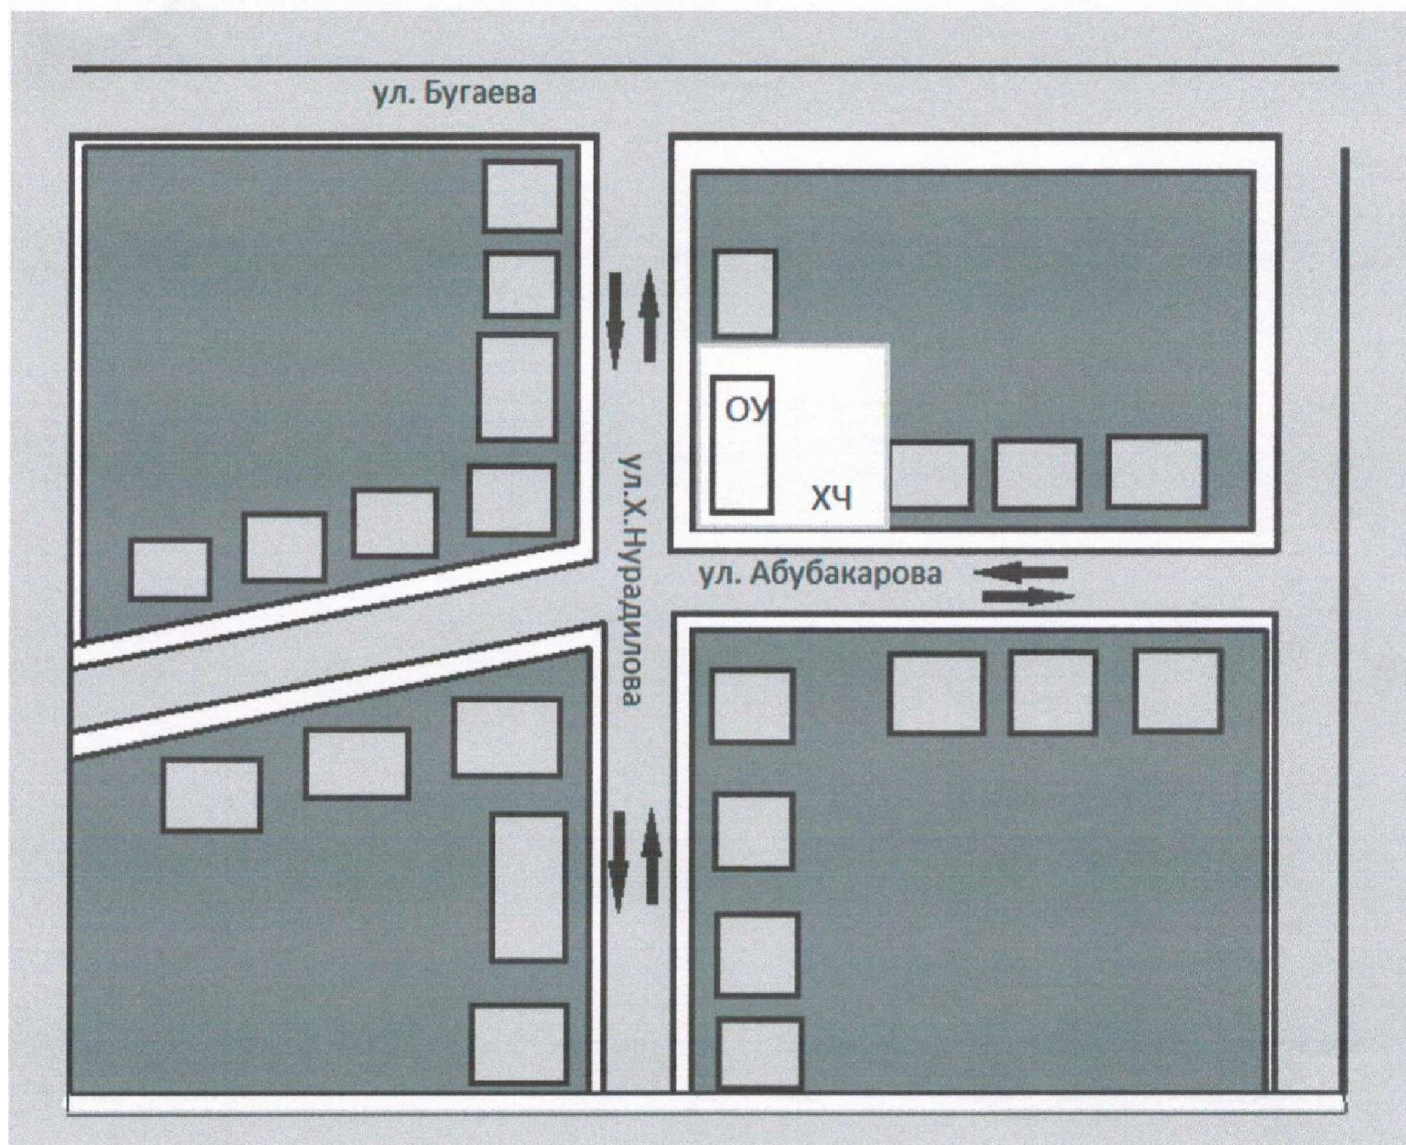 ул. Бугаева
ОУ
ХЧ
ул.Х.Нурадилова
ул. Абубакарова